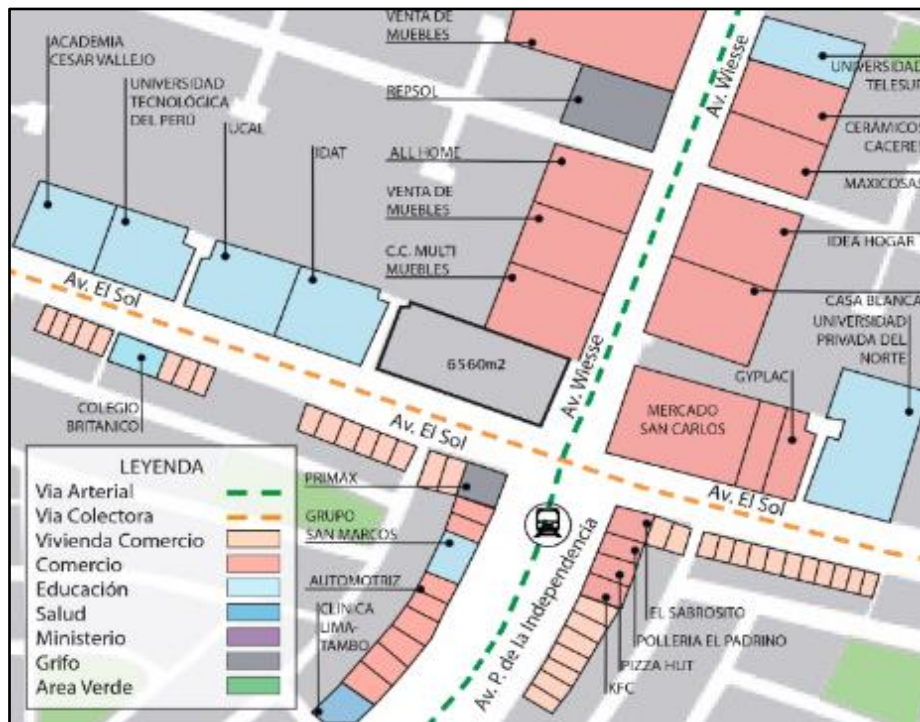 VENTA DE
MUEBLES
ACADEMIA
CESAR VALLEJO
UNIVERSIDAD
TECNOLÓGICA
DEL PERÚ
UCAL
IDAT
REPSOL
ALL HOME
VENTA DE
MUEBLES
C.C. MULTI
MUEBLES
Av. Wiesse
UNIVERSIDAD
TELESUP
CERÁMICOS
CACERES
MAXICOSAS
IDEA HOGAR
CASA BLANCA
UNIVERSIDAD
PRIVADA DEL
NORTE
GYPLAC
MERCADO
SAN CARLOS
Av. El Sol
6560m2
Av. Wiesse
COLEGIO
BRITANICO
Av. El Sol
Av. El Sol
PRIMAX
GRUPO
SAN MARCOS
AUTOMOTRIZ
CLINICA
LIMA-
TAMBO
Av. P. de la Independencia
EL SABROSITO
POLLERIA EL PADRINO
PIZZA HUT
KFC
LEYENDA
Via Arterial
Via Colectora
Vivienda Comercio
Comercio
Educación
Salud
Ministerio
Grifo
Area Verde